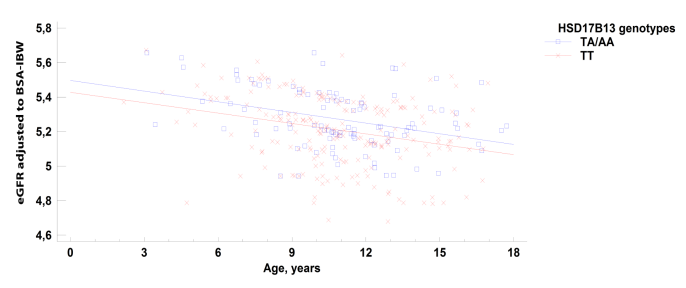 HSD17B13 genotypes
TA/AA
TT
eGFR adjusted to BSA-IBW
5,8
5,6
5,4
5,2
5
4,8
4,6
0 3 6 9 12 15 18
Age, years